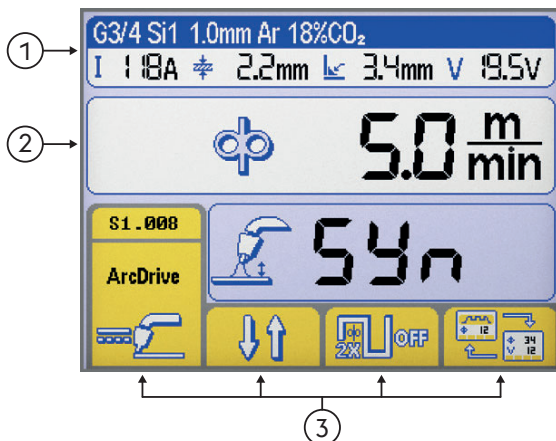 G3/4 Si1 1.0mm Ar 18%CO₂
I 118A 2.2mm 3.4mm V 19.5V
5.0 m/min
S1.008
ArcDrive
Syn
2X OFF
Φ 12
Φ 34
V 12
1
2
3